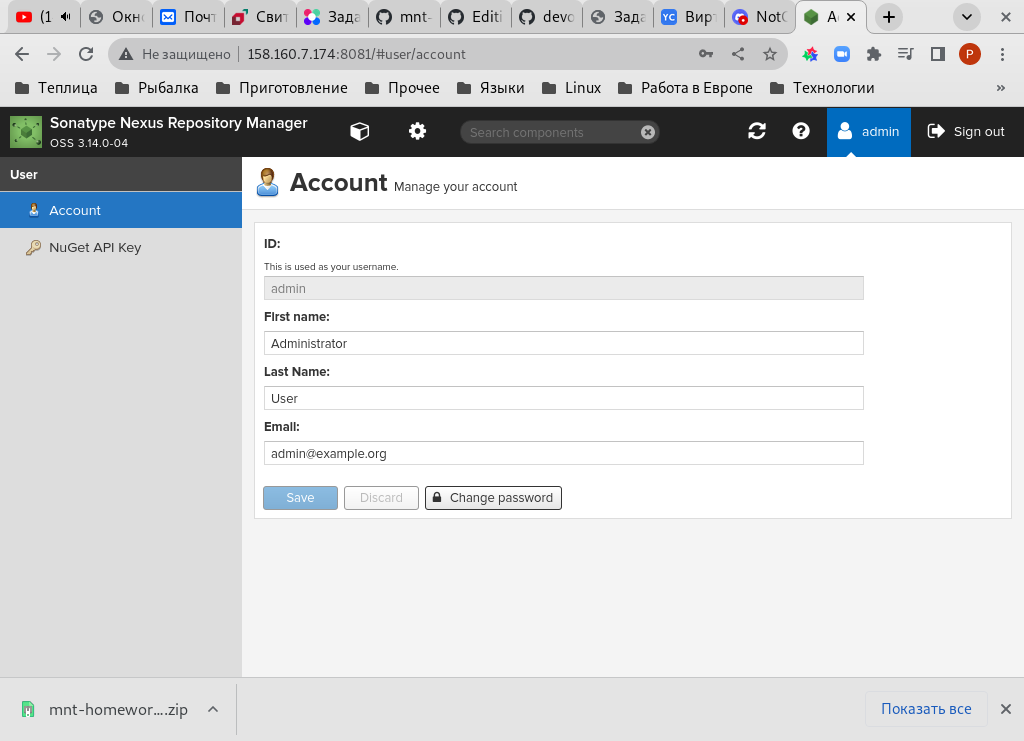 (1
Окн
Почт
Свит
Зада
mnt-
Editi
devo
Зада
YC Вирт
Not
Не защищено 158.160.7.174:8081/#user/account
P
Теплица Рыбалка Приготовление Прочее Языки Linux Работа в Европе Технологии »
Sonatype Nexus Repository Manager
OSS 3.14.0-04
Search components
admin
Sign out
User
Account
NuGet API Key
Account Manage your account
ID:
This is used as your username.
admin
First name:
Administrator
Last Name:
User
Email:
admin@example.org
Save Discard Change password
mnt-homewor....zip
Показать все